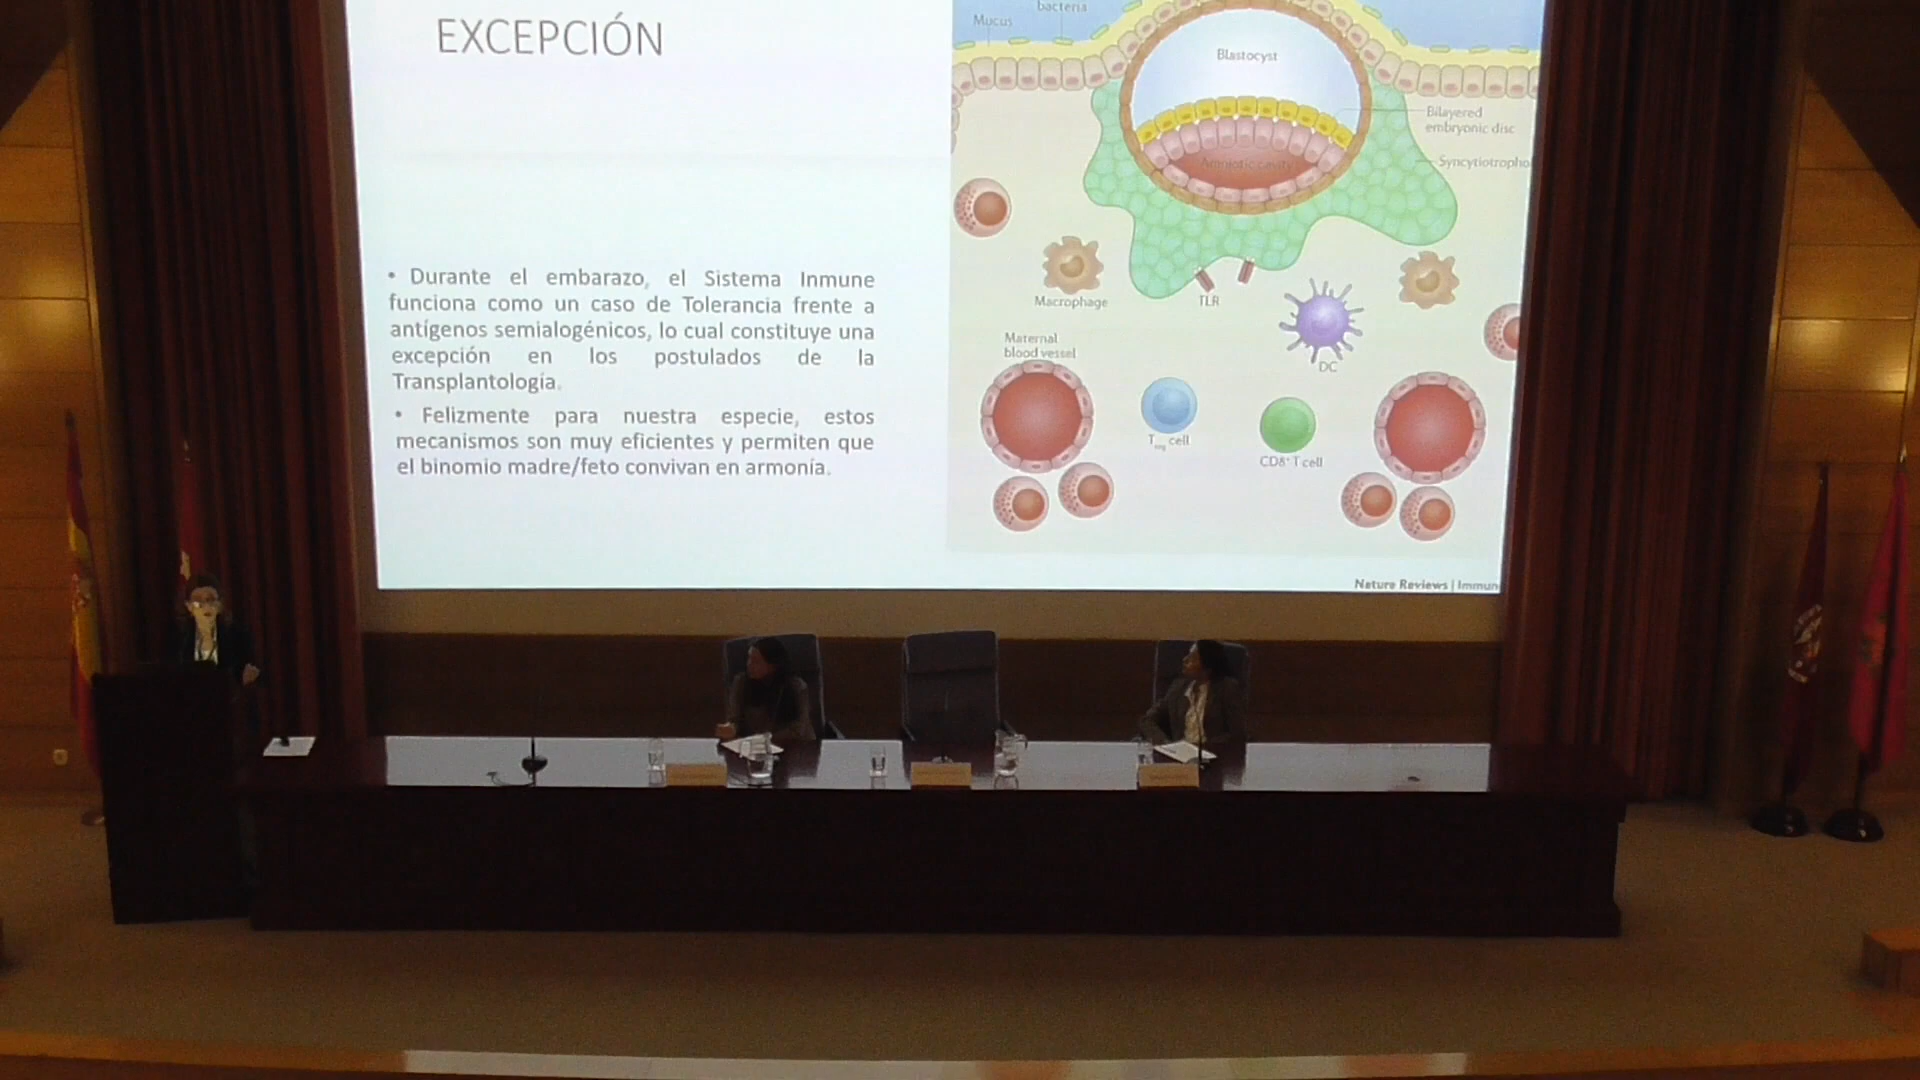 EXCEPCIÓN
• Durante el embarazo, el Sistema Inmune
funciona como un caso de Tolerancia frente a
antígenos semialogénicos, lo cual constituye una
excepción en los postulados de la
Transplantología.
• Felizmente para nuestra especie, estos
mecanismos son muy eficientes y permiten que
el binomio madre/feto convivan en armonía.
bacteria
Mucus
Blastocyst
Bilayered
embryonic disc
Amniotic cavity
Syncytiotropho
Macrophage
TLR
DC
Maternal
blood vessel
Treg cell
CD8+ T cell
Nature Reviews | Immun